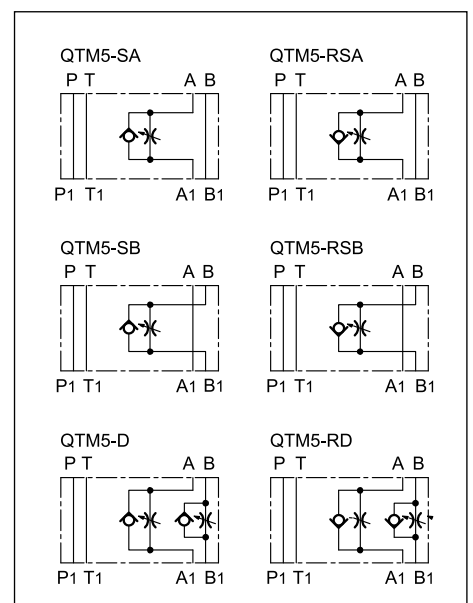 QTM5-SA
P T A B
P1 T1 A1 B1
QTM5-RSA
P T A B
P1 T1 A1 B1
QTM5-SB
P T A B
P1 T1 A1 B1
QTM5-RSB
P T A B
P1 T1 A1 B1
QTM5-D
P T A B
P1 T1 A1 B1
QTM5-RD
P T A B
P1 T1 A1 B1